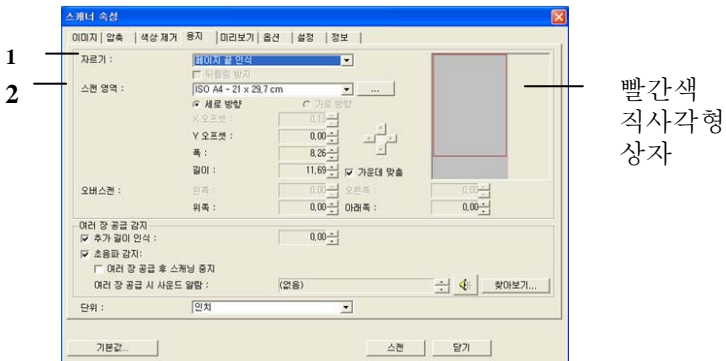 스캐너 속성
이미지 압축 색상 제거 용지 미리보기 옵션 설정 정보
1 자르기 : 페이지 끝 인식
뒤틀림 방지
2 스캔 영역 : ISO A4 - 21 x 29,7 cm ...
세로 방향 가로 방향
X 오프셋 : 0,13
Y 오프셋 : 0,00
폭 : 8,26
길이 : 11,69 가운데 맞춤
오버스캔 : 왼쪽 : 0,00 오른쪽 : 0,00
위쪽 : 0,00 아래쪽 : 0,00
여러 장 공급 감지
추가 길이 인식 : 0,00
초음파 감지:
여러 장 공급 후 스캐닝 중지
여러 장 공급 시 사운드 알람 : (없음) 찾아보기...
단위 : 인치
기본값... 스캔 닫기
빨간색
직사각형
상자